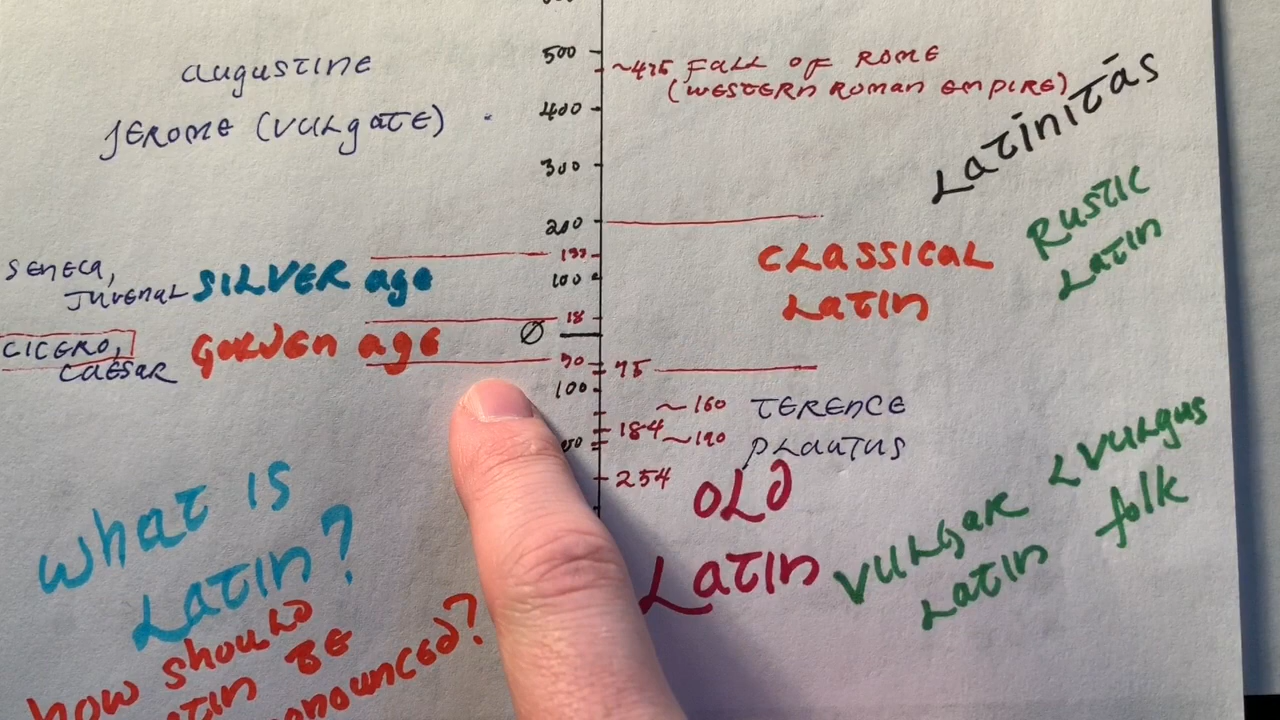 500
~475 FALL OF ROME
(WESTERN ROMAN EMPIRE)
AUGUSTINE
JEROME (VULGATE)
400
300
200
LATINITĀS
RUSTIC
LATIN
133
100
SENECA,
JUVENAL
SILVER AGE
CLASSICAL
LATIN
18
Ø
CICERO,
CAESAR
GOLDEN AGE
70
75
100
~160 TERENCE
184
~190 PLAUTUS
254
OLD
LATIN
VULGAR
LATIN
< VULGUS
folk
WHAT IS
LATIN?
HOW SHOULD
BE